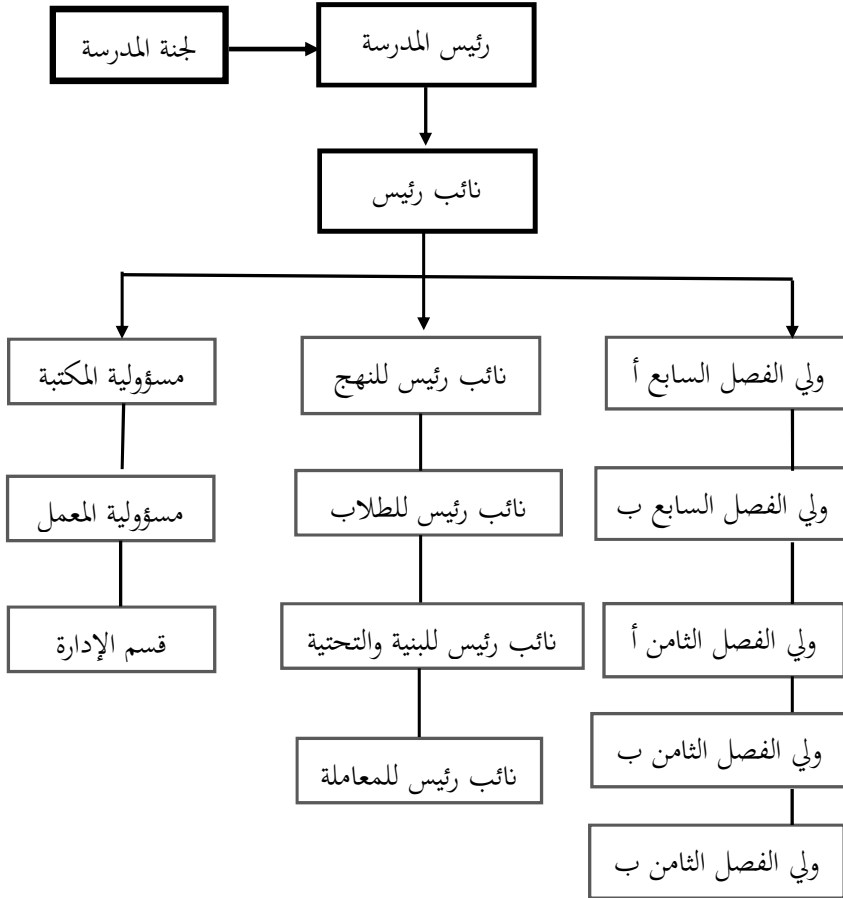 رئيس المدرسة
لجنة المدرسة
نائب رئيس
ولي الفصل السابع أ
نائب رئيس للنهج
مسؤولية المكتبة
ولي الفصل السابع ب
نائب رئيس للطلاب
مسؤولية المعمل
ولي الفصل الثامن أ
نائب رئيس للبنية والتحتية
قسم الإدارة
ولي الفصل الثامن ب
نائب رئيس للمعاملة
ولي الفصل الثامن ب